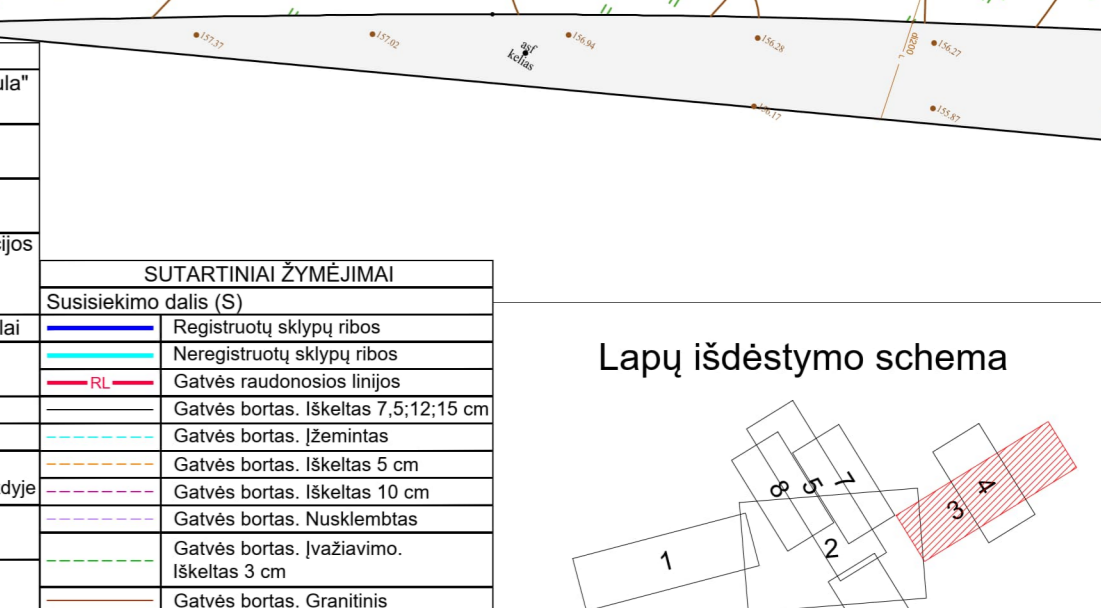 157.37
157.02
asf
kelias
156.94
156.28
d200
156.27
156.17
155.87
ula"
ijos
lai
dyje
SUTARTINIAI ŽYMĖJIMAI
Susisiekimo dalis (S)
Registruotų sklypų ribos
Neregistruotų sklypų ribos
RL Gatvės raudonosios linijos
Gatvės bortas. Iškeltas 7,5;12;15 cm
Gatvės bortas. Įžemintas
Gatvės bortas. Iškeltas 5 cm
Gatvės bortas. Iškeltas 10 cm
Gatvės bortas. Nusklembtas
Gatvės bortas. Įvažiavimo.
Iškeltas 3 cm
Gatvės bortas. Granitinis
Lapų išdėstymo schema
8
5
7
4
3
2
1